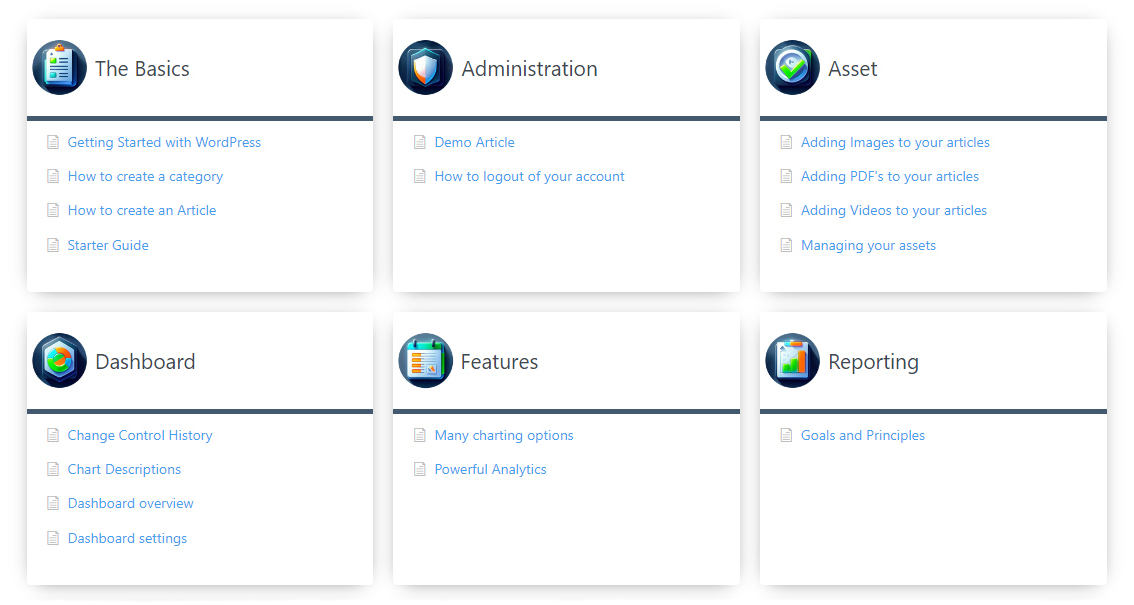 The Basics
Getting Started with WordPress
How to create a category
How to create an Article
Starter Guide
Administration
Demo Article
How to logout of your account
Asset
Adding Images to your articles
Adding PDF's to your articles
Adding Videos to your articles
Managing your assets
Dashboard
Change Control History
Chart Descriptions
Dashboard overview
Dashboard settings
Features
Many charting options
Powerful Analytics
Reporting
Goals and Principles